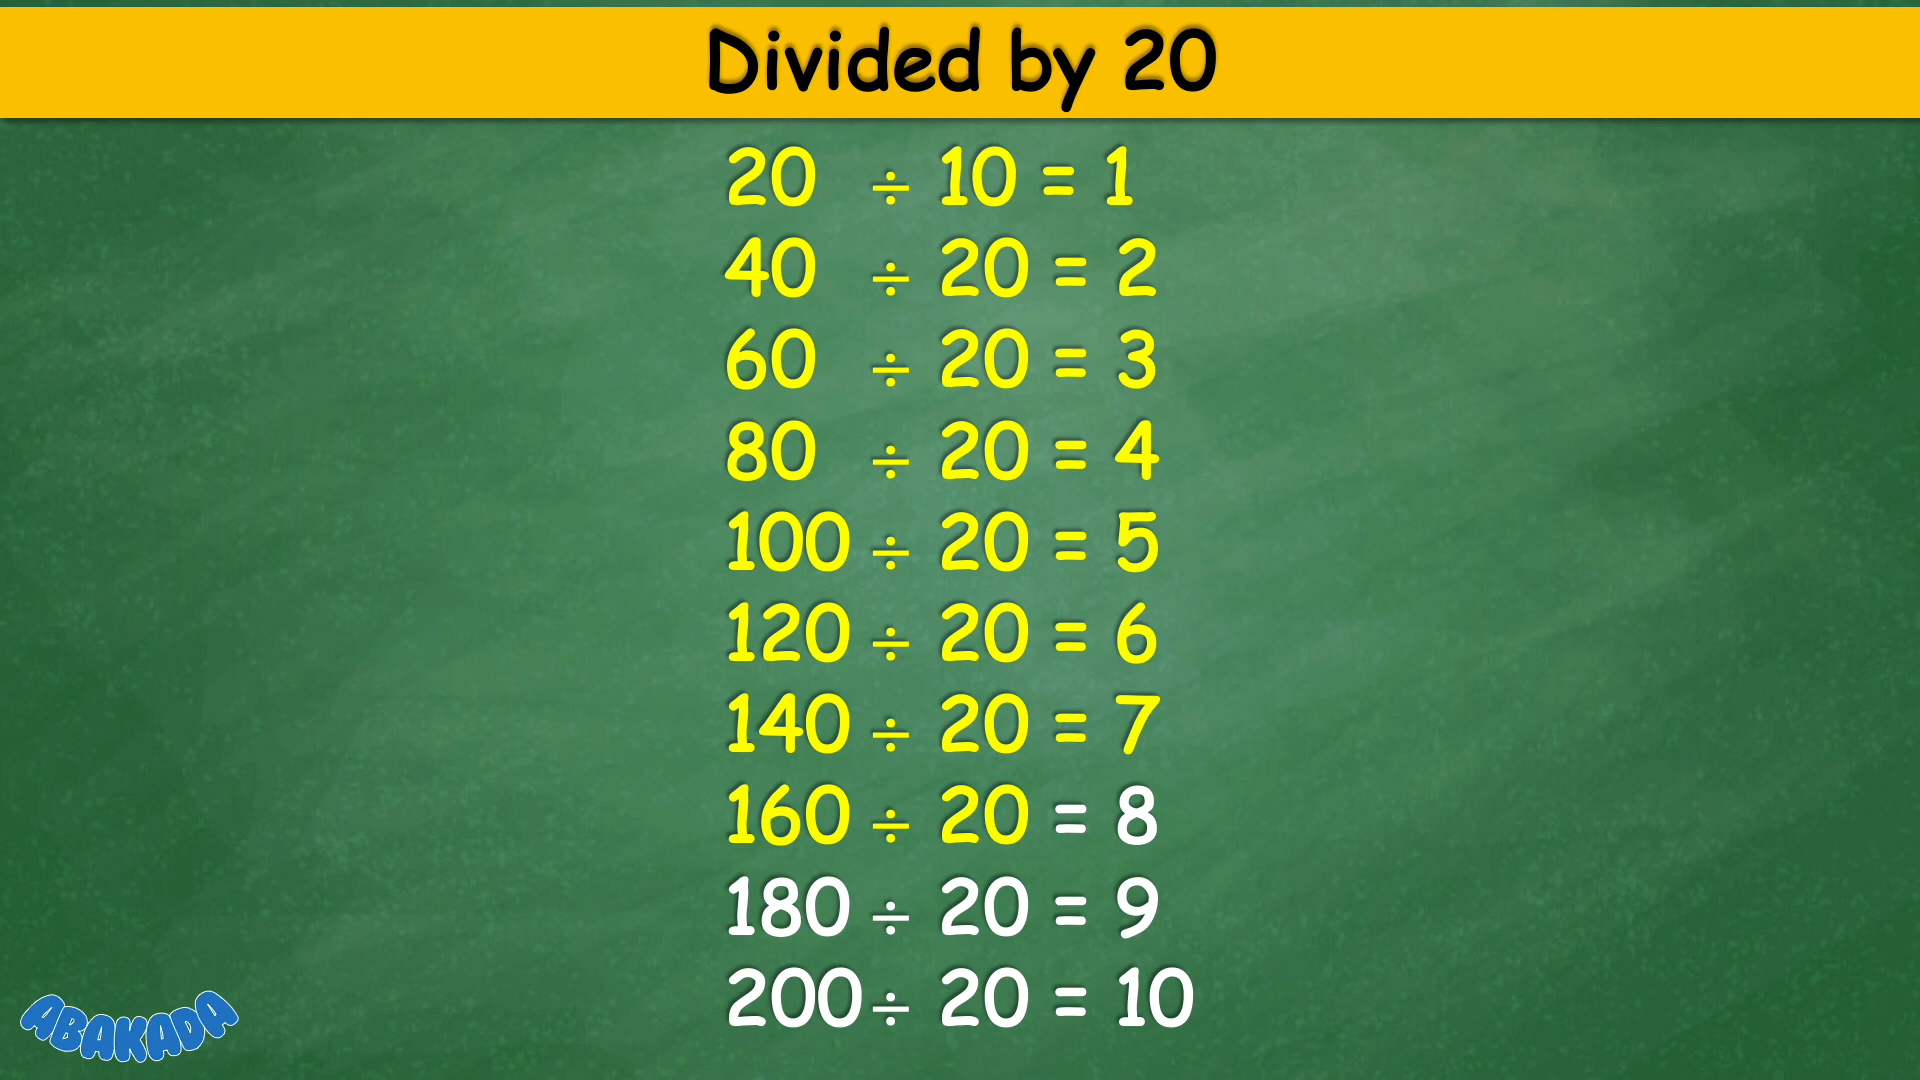 Divided by 20
20 ÷ 10 = 1
40 ÷ 20 = 2
60 ÷ 20 = 3
80 ÷ 20 = 4
100 ÷ 20 = 5
120 ÷ 20 = 6
140 ÷ 20 = 7
160 ÷ 20 = 8
180 ÷ 20 = 9
200 ÷ 20 = 10
ABAKADA